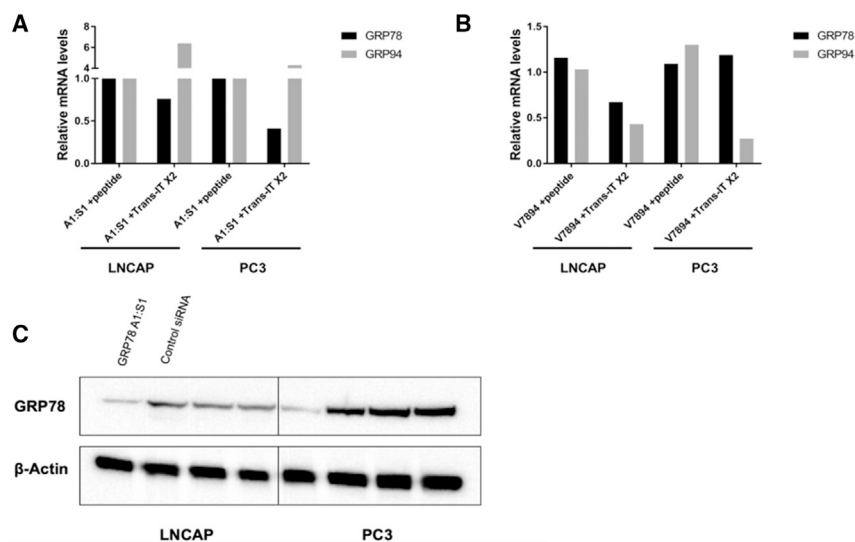 A
Relative mRNA levels
8
6
4
1.0
0.5
0.0
GRP78
GRP94
A1:S1 +peptide
A1:S1 +Trans-IT X2
A1:S1 +peptide
A1:S1 +Trans-IT X2
LNCAP
PC3
B
Relative mRNA levels
1.5
1.0
0.5
0.0
GRP78
GRP94
V7894 +peptide
V7894 +Trans-IT X2
V7894 +peptide
V7894 +Trans-IT X2
LNCAP
PC3
C
GRP78 A1:S1
Control siRNA
GRP78
β-Actin
LNCAP
PC3